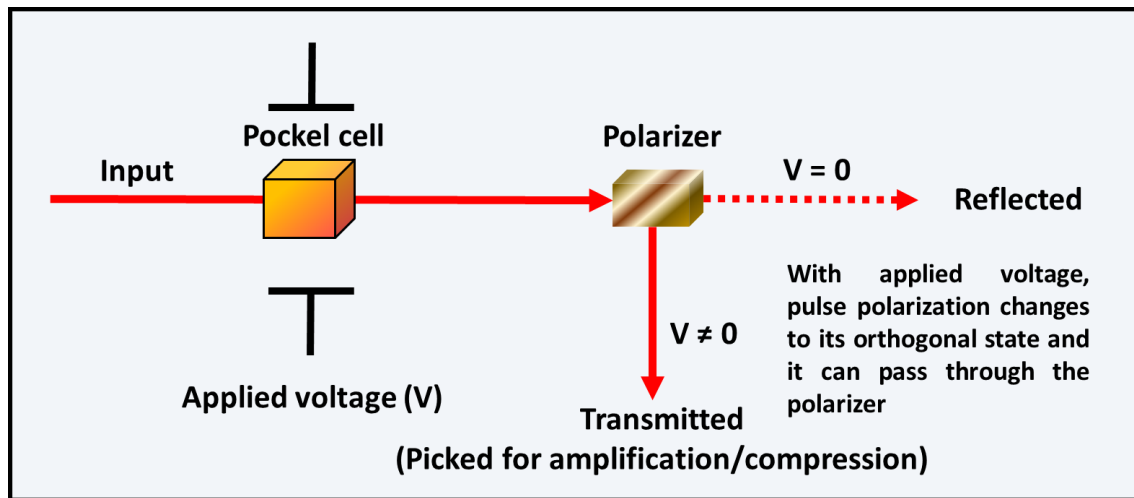 Pockel cell
Polarizer
Input
V = 0
Reflected
With applied voltage,
pulse polarization changes
to its orthogonal state and
it can pass through the
polarizer
V ≠ 0
Applied voltage (V)
Transmitted
(Picked for amplification/compression)